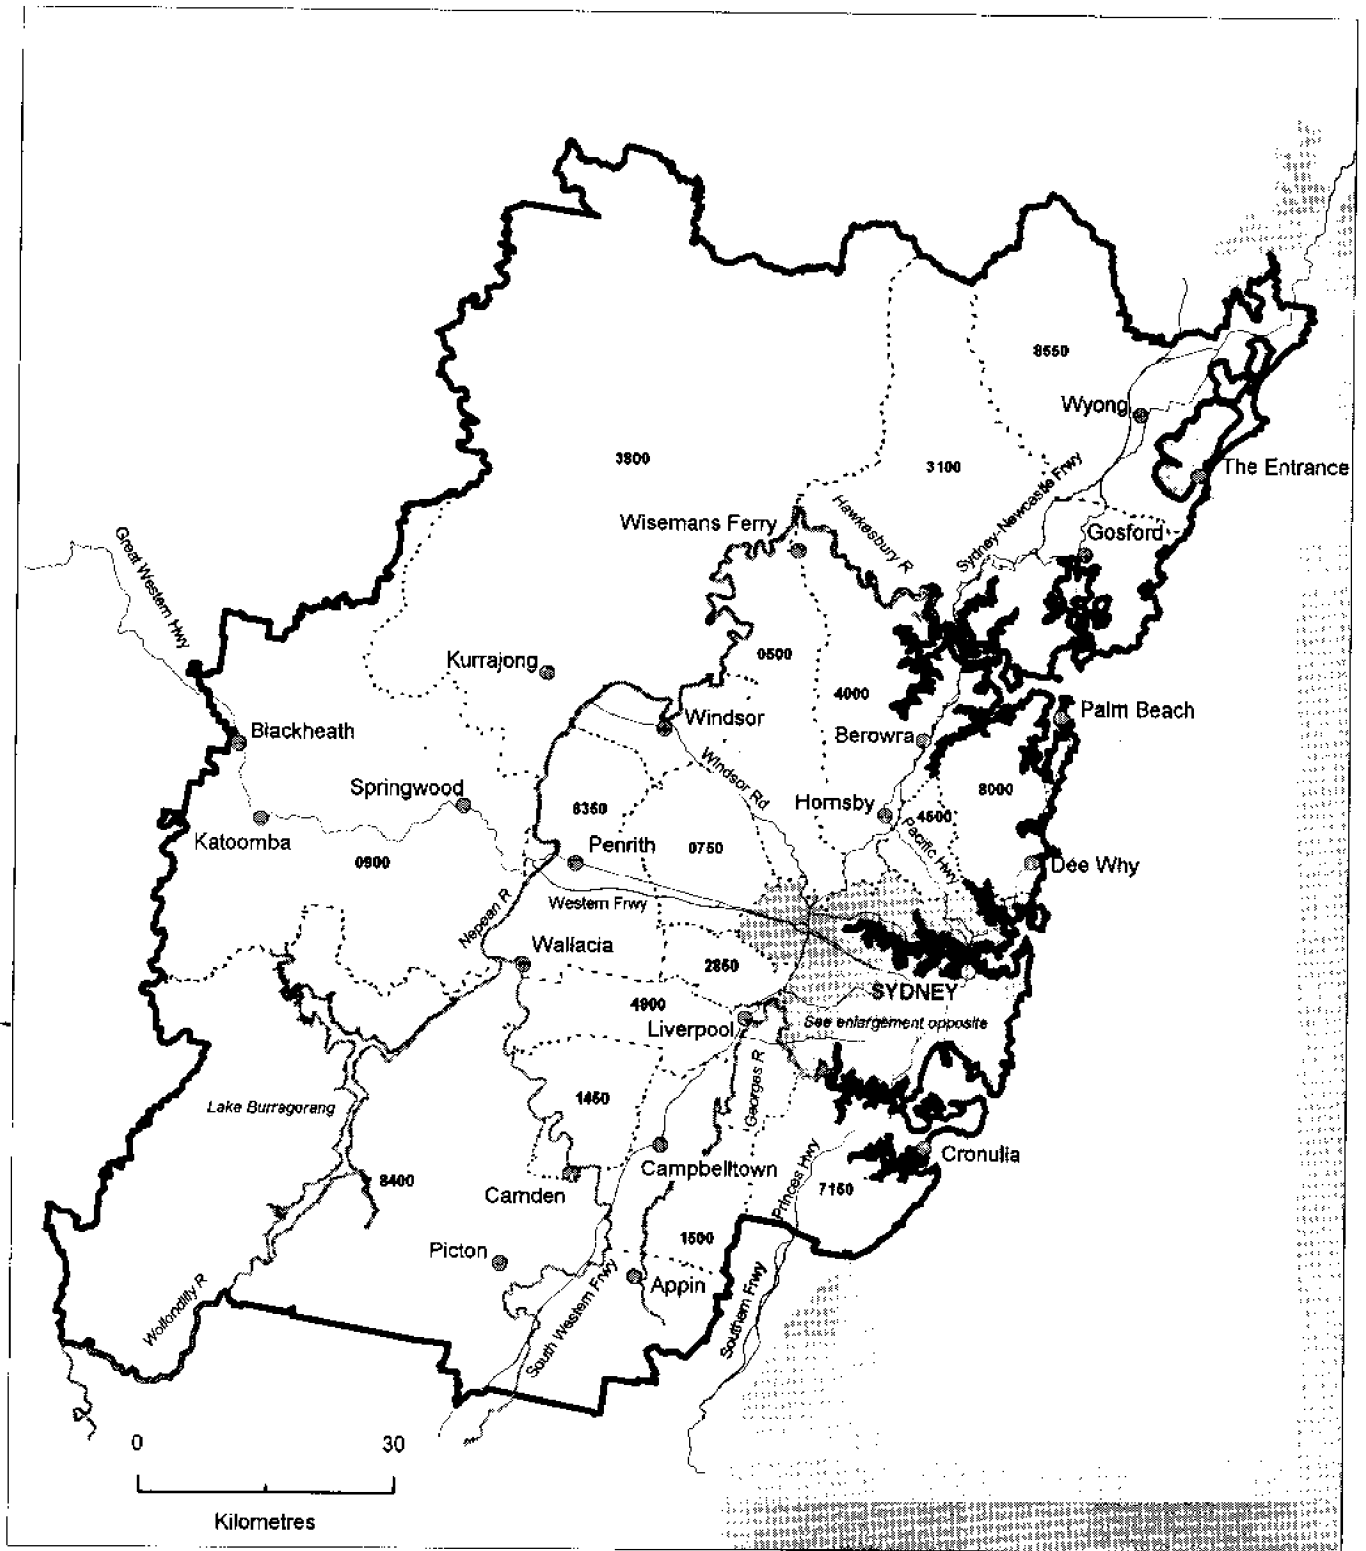 8550
Wyong
3800
3100
The Entrance
Wisemans Ferry
Hawkesbury R
Sydney-Newcastle Frwy
Gosford
Great Western Hwy
Kurrajong
0500
4000
Windsor
Palm Beach
Blackheath
Berowra
Windsor Rd
Springwood
Hornsby
8000
6350
4500
Katoomba
0900
Penrith
0750
Pacific Hwy
Dee Why
Western Frwy
Nepean R
Wallacia
2850
SYDNEY
4900
Liverpool
See enlargement opposite
Georges R
1450
Lake Burragorang
Campbelltown
Cronulla
8400
Camden
Princes Hwy
7150
Picton
1500
Appin
Wollondilly R
South Western Frwy
Southern Frwy
0 30
Kilometres